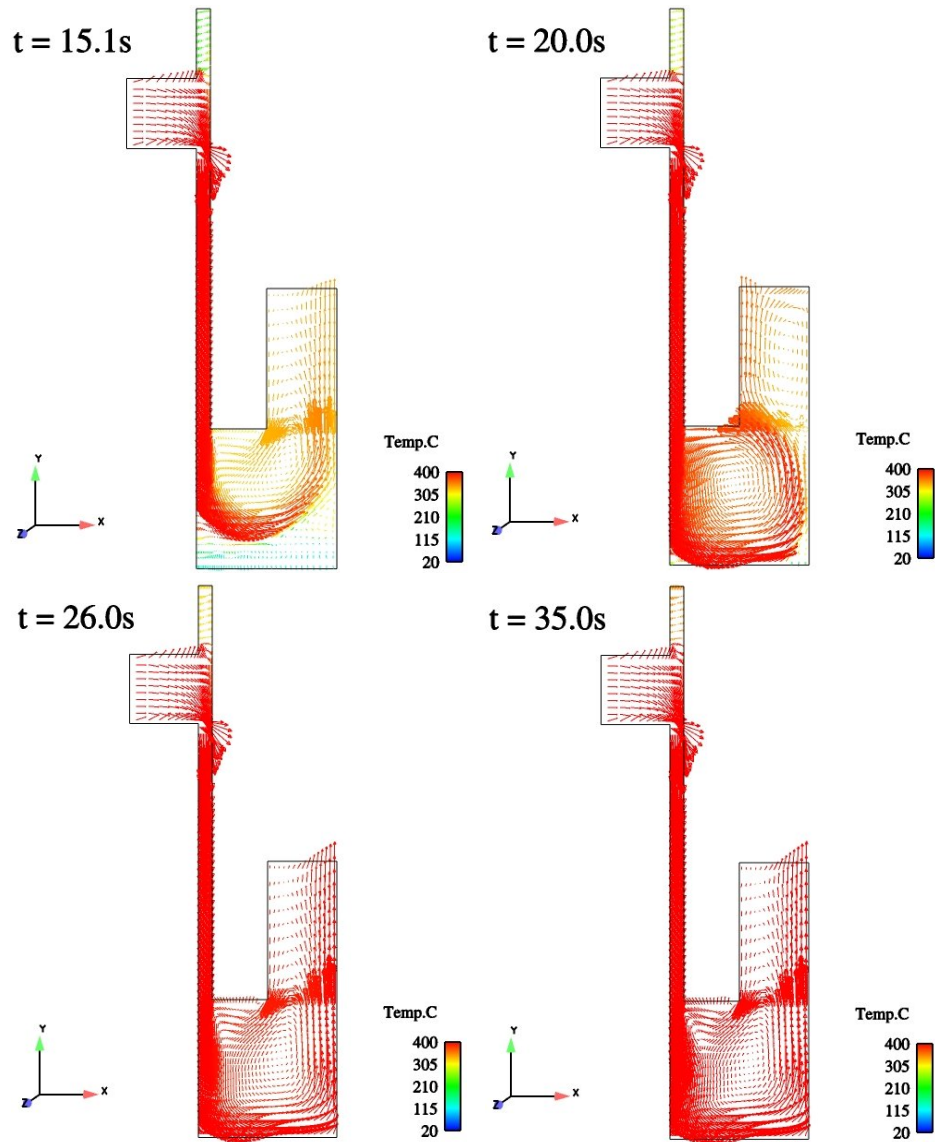 t = 15.1s
Y
Z
X
Temp.C
400
305
210
115
20
t = 20.0s
Y
Z
X
Temp.C
400
305
210
115
20
t = 26.0s
Y
Z
X
Temp.C
400
305
210
115
20
t = 35.0s
Y
Z
X
Temp.C
400
305
210
115
20